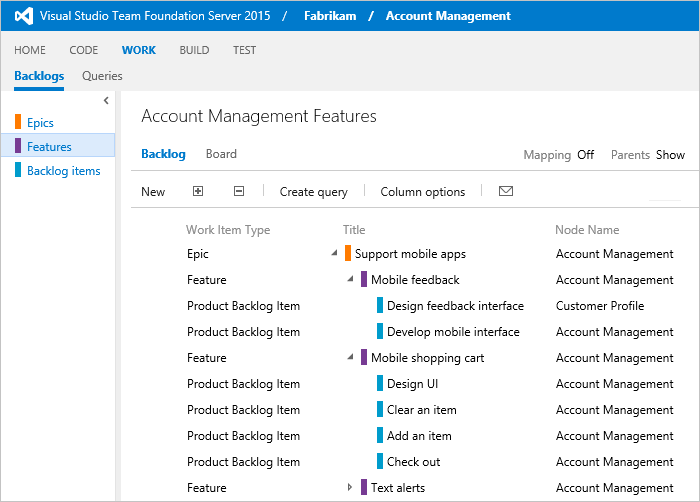 Visual Studio Team Foundation Server 2015 / Fabrikam / Account Management
HOME CODE WORK BUILD TEST
Backlogs Queries
Epics
Features
Backlog items
Account Management Features
Backlog Board Mapping Off Parents Show
New Create query Column options
Work Item Type Title Node Name
Epic Support mobile apps Account Management
Feature Mobile feedback Account Management
Product Backlog Item Design feedback interface Customer Profile
Product Backlog Item Develop mobile interface Account Management
Feature Mobile shopping cart Account Management
Product Backlog Item Design UI Account Management
Product Backlog Item Clear an item Account Management
Product Backlog Item Add an item Account Management
Product Backlog Item Check out Account Management
Feature Text alerts Account Management